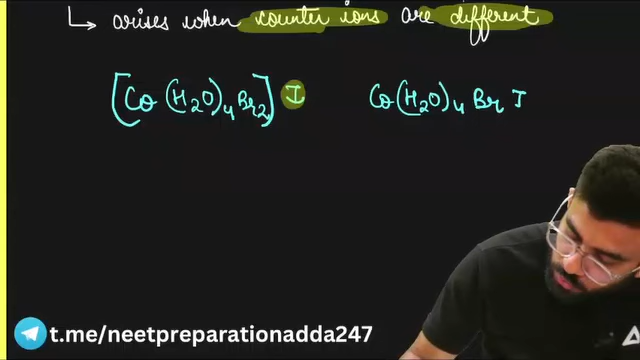 ↳ arises when counter ions are different
[Co(H₂O)₄Br₂] I Co(H₂O)₄ Br I
t.me/neetpreparationadda247